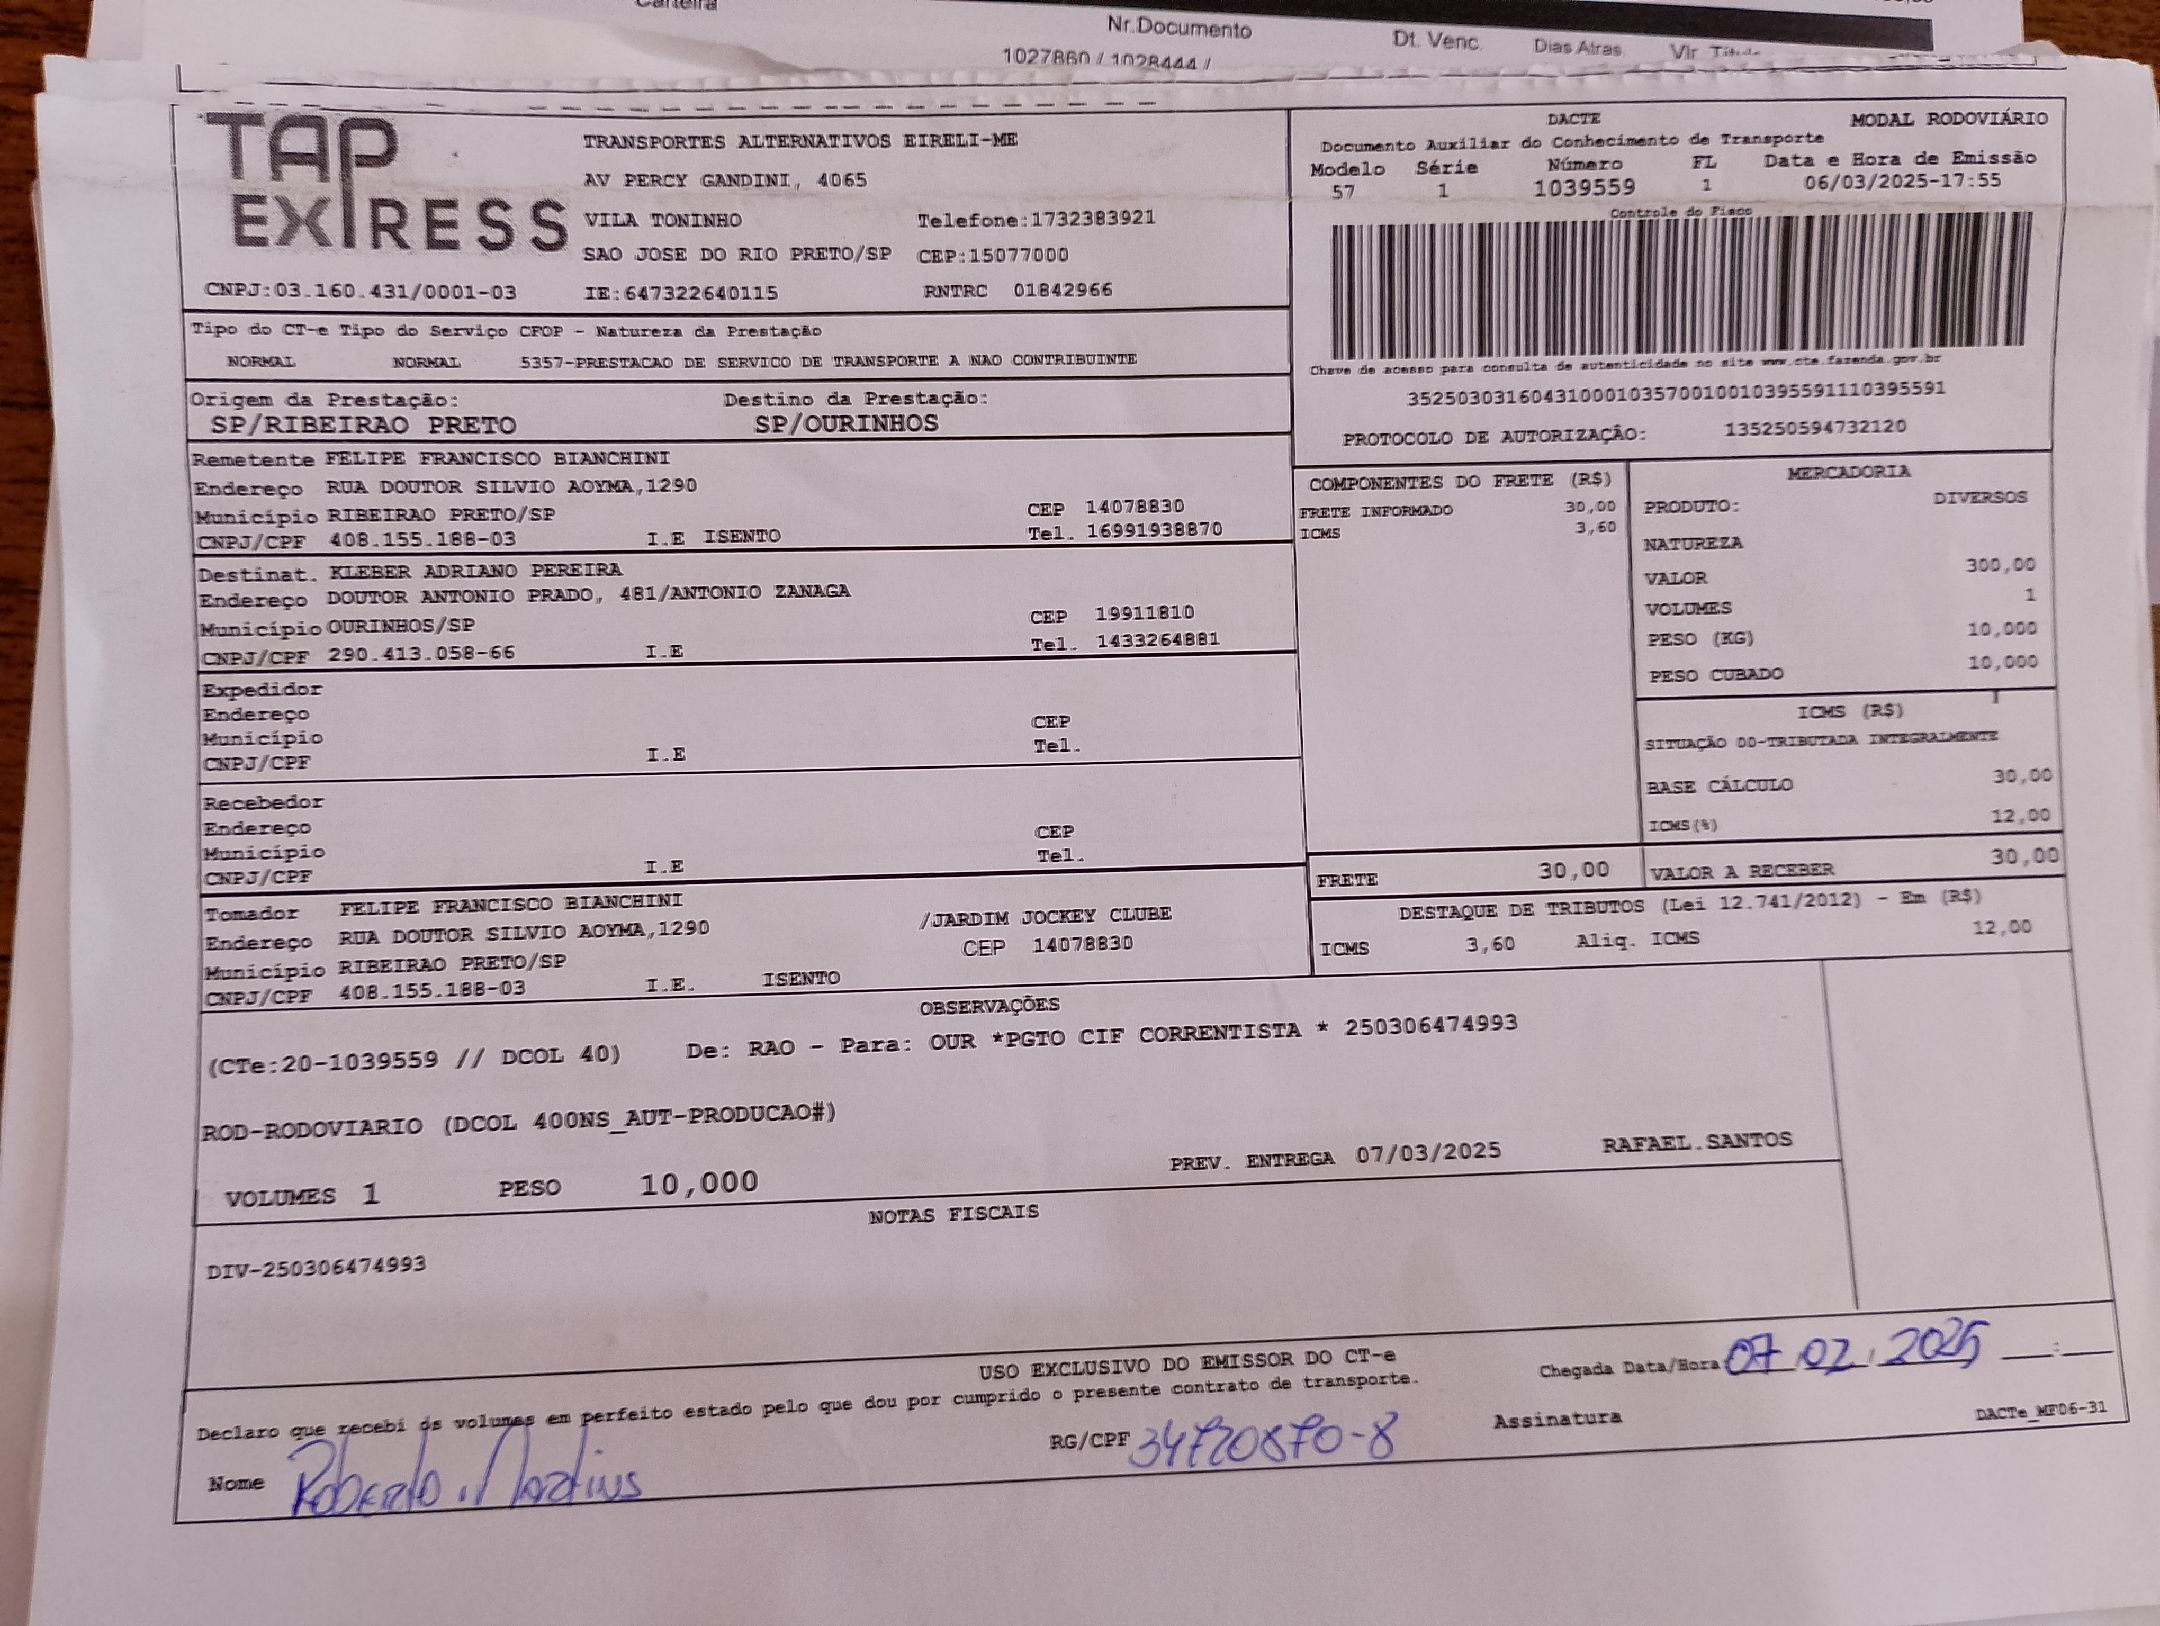 Carteira
Nr.Documento Dt. Venc. Dias Atras. Vlr
1027860 / 1028444 /
TAP EXPRESS
TRANSPORTES ALTERNATIVOS EIRELI-ME
AV PERCY GANDINI, 4065
VILA TONINHO Telefone:1732383921
SAO JOSE DO RIO PRETO/SP CEP:15077000
CNPJ:03.160.431/0001-03 IE:647322640115 RNTRC 01842966
DACTE MODAL RODOVIÁRIO
Documento Auxiliar do Conhecimento de Transporte
Modelo Série Número FL Data e Hora de Emissão
57 1 1039559 1 06/03/2025-17:55
Controle do Fisco
Chave de acesso para consulta de autenticidade no site www.cte.fazenda.gov.br
35250303160431000103570010010395591110395591
PROTOCOLO DE AUTORIZAÇÃO: 135250594732120
Tipo do CT-e Tipo do Serviço CFOP - Natureza da Prestação
NORMAL NORMAL 5357-PRESTACAO DE SERVICO DE TRANSPORTE A NAO CONTRIBUINTE
Origem da Prestação: Destino da Prestação:
SP/RIBEIRAO PRETO SP/OURINHOS
Remetente FELIPE FRANCISCO BIANCHINI
Endereço RUA DOUTOR SILVIO AOYMA,1290
Município RIBEIRAO PRETO/SP CEP 14078830
CNPJ/CPF 408.155.188-03 I.E ISENTO Tel. 16991938870
Destinat. KLEBER ADRIANO PEREIRA
Endereço DOUTOR ANTONIO PRADO, 481/ANTONIO ZANAGA
Município OURINHOS/SP CEP 19911810
CNPJ/CPF 290.413.058-66 I.E Tel. 1433264881
Expedidor
Endereço
Município CEP
CNPJ/CPF I.E Tel.
Recebedor
Endereço
Município CEP
CNPJ/CPF I.E Tel.
Tomador FELIPE FRANCISCO BIANCHINI
Endereço RUA DOUTOR SILVIO AOYMA,1290 /JARDIM JOCKEY CLUBE
Município RIBEIRAO PRETO/SP CEP 14078830
CNPJ/CPF 408.155.188-03 I.E. ISENTO
COMPONENTES DO FRETE (R$)
FRETE INFORMADO 30,00
ICMS 3,60
MERCADORIA
PRODUTO: DIVERSOS
NATUREZA
VALOR 300,00
VOLUMES 1
PESO (KG) 10,000
PESO CUBADO 10,000
ICMS (R$)
SITUAÇÃO 00-TRIBUTADA INTEGRALMENTE
BASE CÁLCULO 30,00
ICMS(%) 12,00
FRETE 30,00 VALOR A RECEBER 30,00
DESTAQUE DE TRIBUTOS (Lei 12.741/2012) - Em (R$)
ICMS 3,60 Aliq. ICMS 12,00
OBSERVAÇÕES
(CTe:20-1039559 // DCOL 40) De: RAO - Para: OUR *PGTO CIF CORRENTISTA * 250306474993
ROD-RODOVIARIO (DCOL 400NS_AUT-PRODUCAO#)
VOLUMES 1 PESO 10,000 PREV. ENTREGA 07/03/2025 RAFAEL.SANTOS
NOTAS FISCAIS
DIV-250306474993
USO EXCLUSIVO DO EMISSOR DO CT-e
Declaro que recebi os volumes em perfeito estado pelo que dou por cumprido o presente contrato de transporte.
Chegada Data/Hora 07 02 2025 __:__
Nome Roberto Martins RG/CPF 34720870-8 Assinatura DACTe_MF06-31